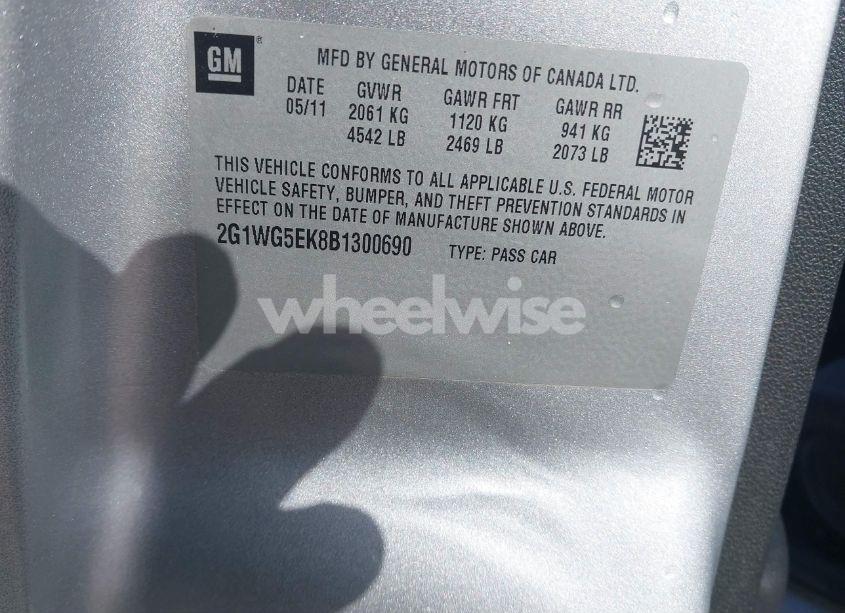 GM ®
MFD BY GENERAL MOTORS OF CANADA LTD.
DATE GVWR GAWR FRT GAWR RR
05/11 2061 KG 1120 KG 941 KG
4542 LB 2469 LB 2073 LB
THIS VEHICLE CONFORMS TO ALL APPLICABLE U.S. FEDERAL MOTOR
VEHICLE SAFETY, BUMPER, AND THEFT PREVENTION STANDARDS IN
EFFECT ON THE DATE OF MANUFACTURE SHOWN ABOVE.
2G1WG5EK8B1300690 TYPE: PASS CAR
wheelwise